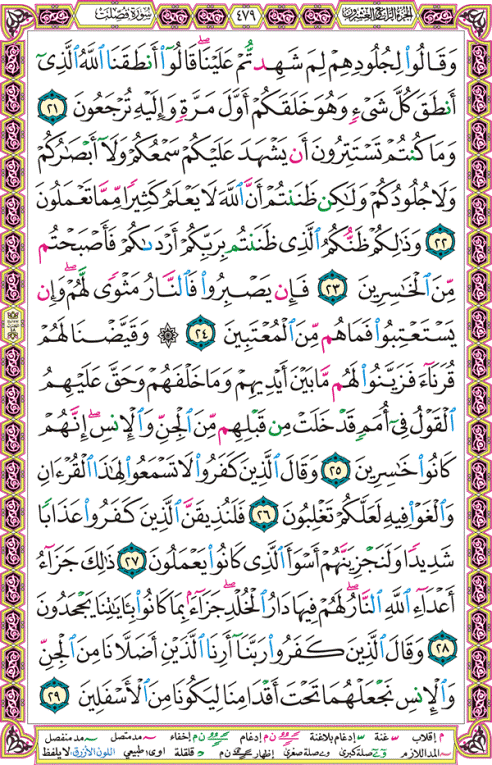 الجزء الرابع والعشرون
٤٧٩
سورة فصلت
وَقَالُوا۟ لِجُلُودِهِمْ لِمَ شَهِدتُّمْ عَلَيْنَا ۖ قَالُوٓا۟ أَنطَقَنَا ٱللَّهُ ٱلَّذِىٓ
أَنطَقَ كُلَّ شَىْءٍ وَهُوَ خَلَقَكُمْ أَوَّلَ مَرَّةٍ وَإِلَيْهِ تُرْجَعُونَ ٢١
وَمَا كُنتُمْ تَسْتَتِرُونَ أَن يَشْهَدَ عَلَيْكُمْ سَمْعُكُمْ وَلَآ أَبْصَٰرُكُمْ
وَلَا جُلُودُكُمْ وَلَٰكِن ظَنَنتُمْ أَنَّ ٱللَّهَ لَا يَعْلَمُ كَثِيرًا مِّمَّا تَعْمَلُونَ
٢٢ وَذَٰلِكُمْ ظَنُّكُمُ ٱلَّذِى ظَنَنتُم بِرَبِّكُمْ أَرْدَىٰكُمْ فَأَصْبَحْتُم
مِّنَ ٱلْخَٰسِرِينَ ٢٣ فَإِن يَصْبِرُوا۟ فَٱلنَّارُ مَثْوًى لَّهُمْ ۖ وَإِن
يَسْتَعْتِبُوا۟ فَمَا هُم مِّنَ ٱلْمُعْتَبِينَ ٢٤ ۞ وَقَيَّضْنَا لَهُمْ
قُرَنَآءَ فَزَيَّنُوا۟ لَهُم مَّا بَيْنَ أَيْدِيهِمْ وَمَا خَلْفَهُمْ وَحَقَّ عَلَيْهِمُ
ٱلْقَوْلُ فِىٓ أُمَمٍ قَدْ خَلَتْ مِن قَبْلِهِم مِّنَ ٱلْجِنِّ وَٱلْإِنسِ ۖ إِنَّهُمْ
كَانُوا۟ خَٰسِرِينَ ٢٥ وَقَالَ ٱلَّذِينَ كَفَرُوا۟ لَا تَسْمَعُوا۟ لِهَٰذَا ٱلْقُرْءَانِ
وَٱلْغَوْا۟ فِيهِ لَعَلَّكُمْ تَغْلِبُونَ ٢٦ فَلَنُذِيقَنَّ ٱلَّذِينَ كَفَرُوا۟ عَذَابًا
شَدِيدًا وَلَنَجْزِيَنَّهُمْ أَسْوَأَ ٱلَّذِى كَانُوا۟ يَعْمَلُونَ ٢٧ ذَٰلِكَ جَزَآءُ
أَعْدَآءِ ٱللَّهِ ٱلنَّارُ ۖ لَهُمْ فِيهَا دَارُ ٱلْخُلْدِ ۖ جَزَآءًۢ بِمَا كَانُوا۟ بِـَٔايَٰتِنَا يَجْحَدُونَ
٢٨ وَقَالَ ٱلَّذِينَ كَفَرُوا۟ رَبَّنَآ أَرِنَا ٱلَّذَيْنِ أَضَلَّانَا مِنَ ٱلْجِنِّ
وَٱلْإِنسِ نَجْعَلْهُمَا تَحْتَ أَقْدَامِنَا لِيَكُونَا مِنَ ٱلْأَسْفَلِينَ ٢٩
م إقلاب غنة إدغام بلاغنة ن م إدغام ن م إخفاء مد متصل مد منفصل
المد اللازم و ے صلة كبرى و ے صلة صغرى إظهار ن م د قلقلة اوى: طبيعي اللون الأزرق: لا يلفظ